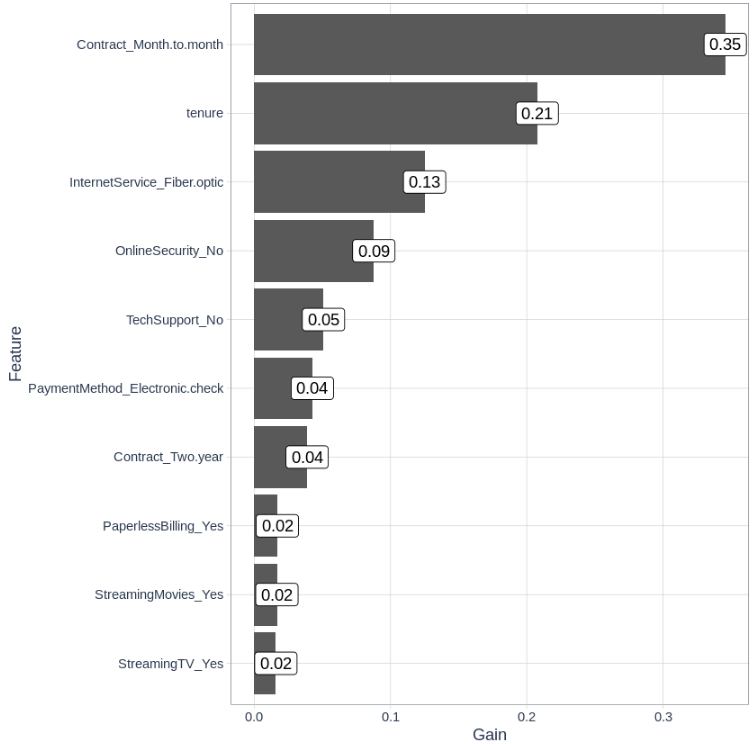 Contract_Month.to.month 0.35
tenure 0.21
InternetService_Fiber.optic 0.13
OnlineSecurity_No 0.09
TechSupport_No 0.05
PaymentMethod_Electronic.check 0.04
Contract_Two.year 0.04
PaperlessBilling_Yes 0.02
StreamingMovies_Yes 0.02
StreamingTV_Yes 0.02
Feature
0.0 0.1 0.2 0.3
Gain